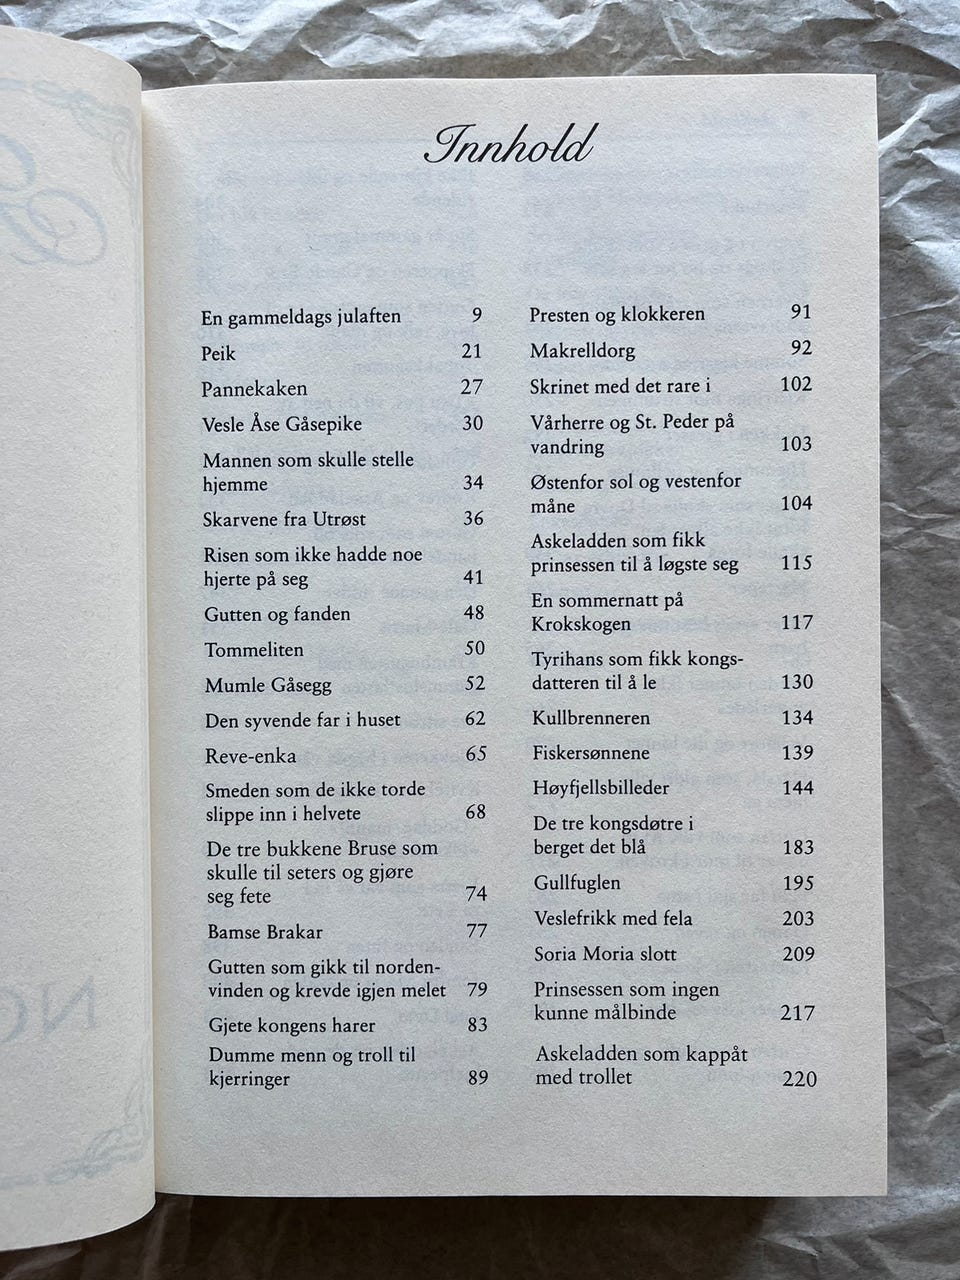 Innhold
En gammeldags julaften 9
Peik 21
Pannekaken 27
Vesle Åse Gåsepike 30
Mannen som skulle stelle
hjemme 34
Skarvene fra Utrøst 36
Risen som ikke hadde noe
hjerte på seg 41
Gutten og fanden 48
Tommeliten 50
Mumle Gåsegg 52
Den syvende far i huset 62
Reve-enka 65
Smeden som de ikke torde
slippe inn i helvete 68
De tre bukkene Bruse som
skulle til seters og gjøre
seg fete 74
Bamse Brakar 77
Gutten som gikk til norden-
vinden og krevde igjen melet 79
Gjete kongens harer 83
Dumme menn og troll til
kjerringer 89
Presten og klokkeren 91
Makrelldorg 92
Skrinet med det rare i 102
Vårherre og St. Peder på
vandring 103
Østenfor sol og vestenfor
måne 104
Askeladden som fikk
prinsessen til å løgste seg 115
En sommernatt på
Krokskogen 117
Tyrihans som fikk kongs-
datteren til å le 130
Kullbrenneren 134
Fiskersønnene 139
Høyfjellsbilleder 144
De tre kongsdøtre i
berget det blå 183
Gullfuglen 195
Veslefrikk med fela 203
Soria Moria slott 209
Prinsessen som ingen
kunne målbinde 217
Askeladden som kappåt
med trollet 220